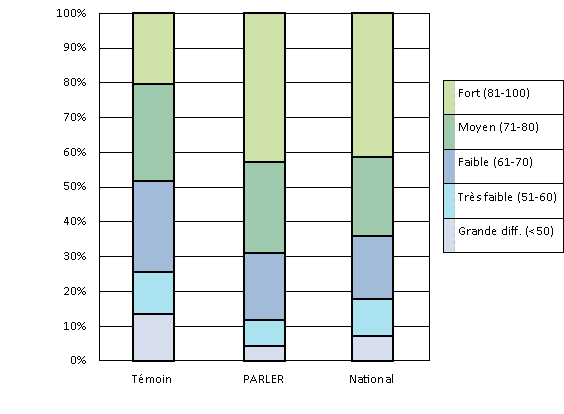 100%
90%
80%
70%
60%
50%
40%
30%
20%
10%
0%
Témoin PARLER National
Fort (81-100)
Moyen (71-80)
Faible (61-70)
Très faible (51-60)
Grande diff. (<50)